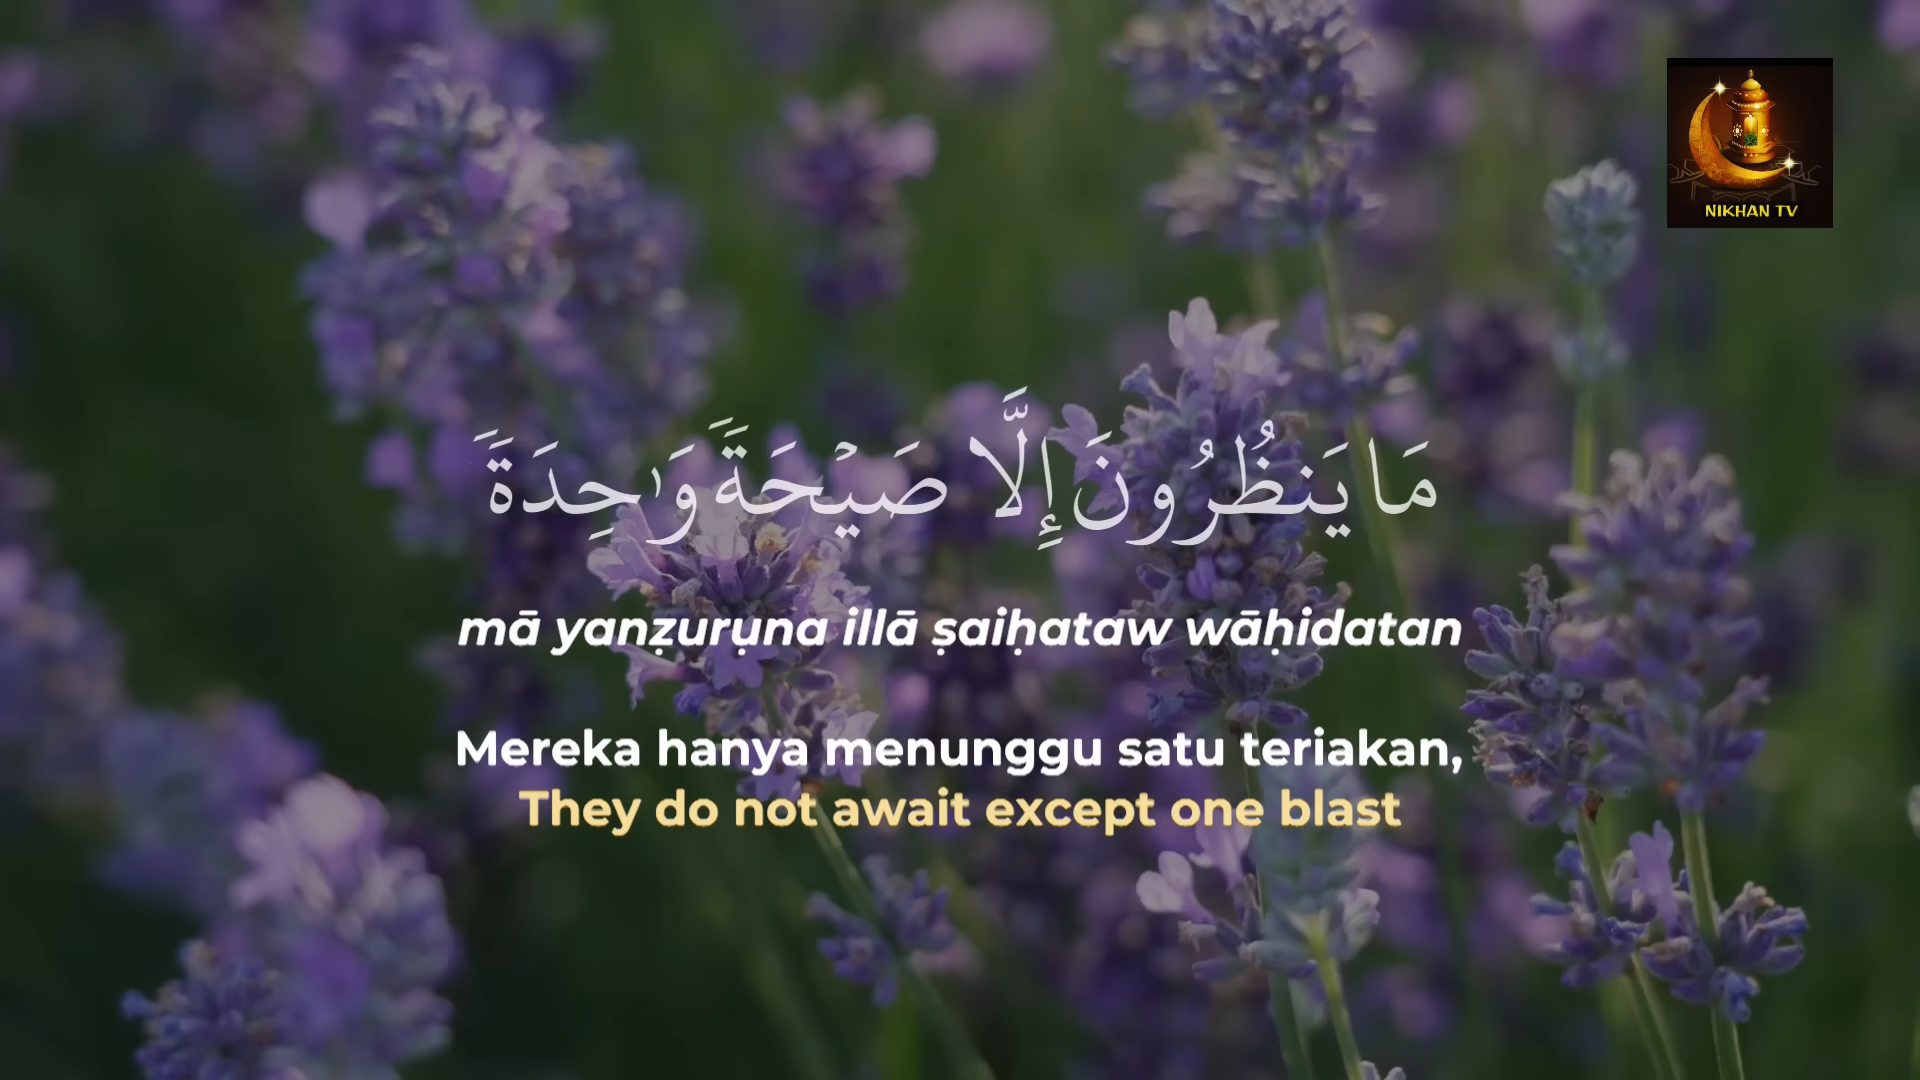 NIKHAN TV
مَا يَنظُرُونَ إِلَّا صَيْحَةً وَٰحِدَةً
mā yanẓurụna illā ṣaiḥataw wāḥidatan
Mereka hanya menunggu satu teriakan,
They do not await except one blast